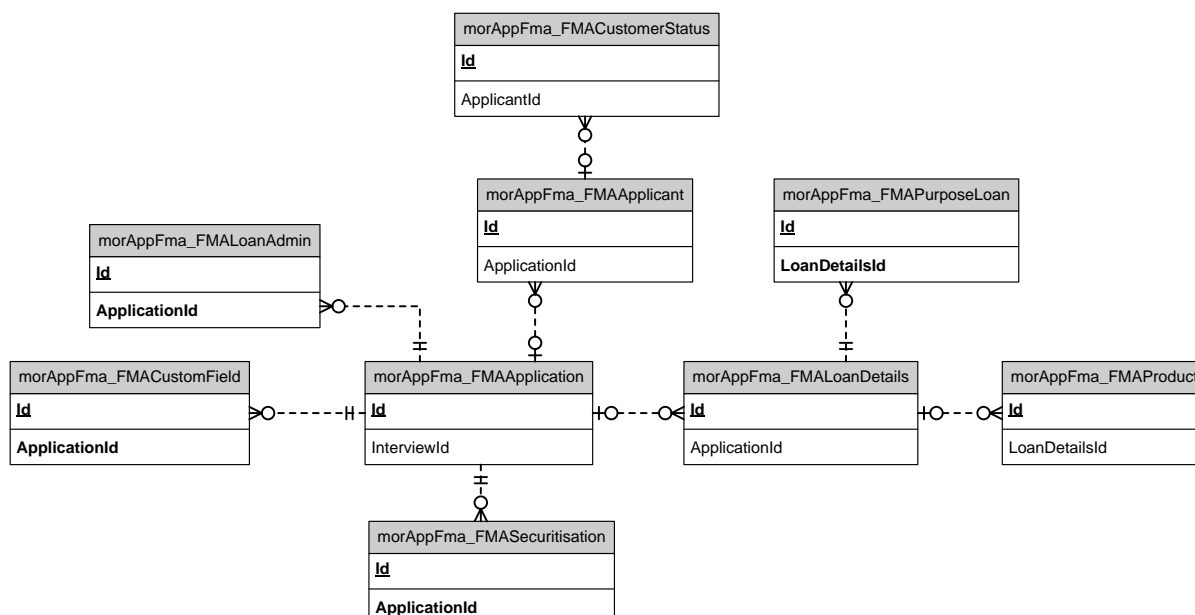 morAppFma_FMACustomerStatus
Id
ApplicantId
morAppFma_FMAApplicant
Id
ApplicationId
morAppFma_FMAPurposeLoan
Id
LoanDetailsId
morAppFma_FMALoanAdmin
Id
ApplicationId
morAppFma_FMACustomField
Id
ApplicationId
morAppFma_FMAApplication
Id
InterviewId
morAppFma_FMALoanDetails
Id
ApplicationId
morAppFma_FMAProduct
Id
LoanDetailsId
morAppFma_FMASecuritisation
Id
ApplicationId